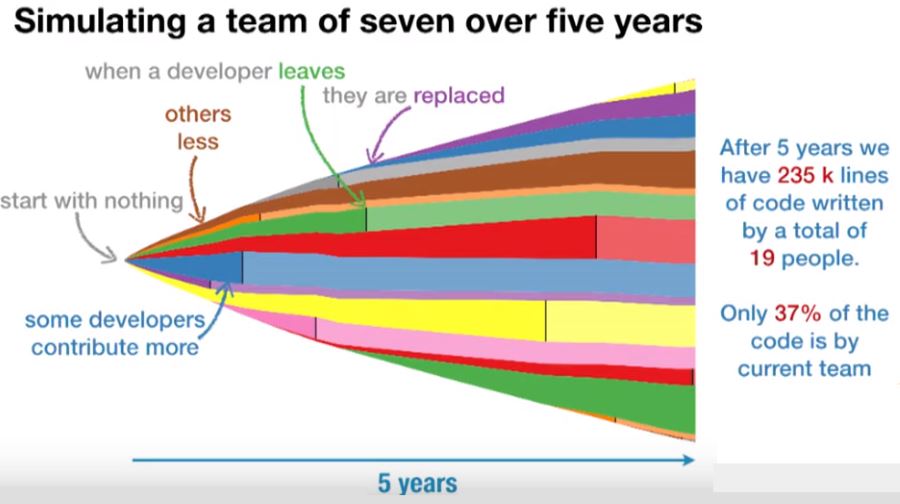 Simulating a team of seven over five years
when a developer leaves
they are replaced
others
less
start with nothing
some developers
contribute more
After 5 years we
have 235 k lines
of code written
by a total of
19 people.
Only 37% of the
code is by
current team
5 years